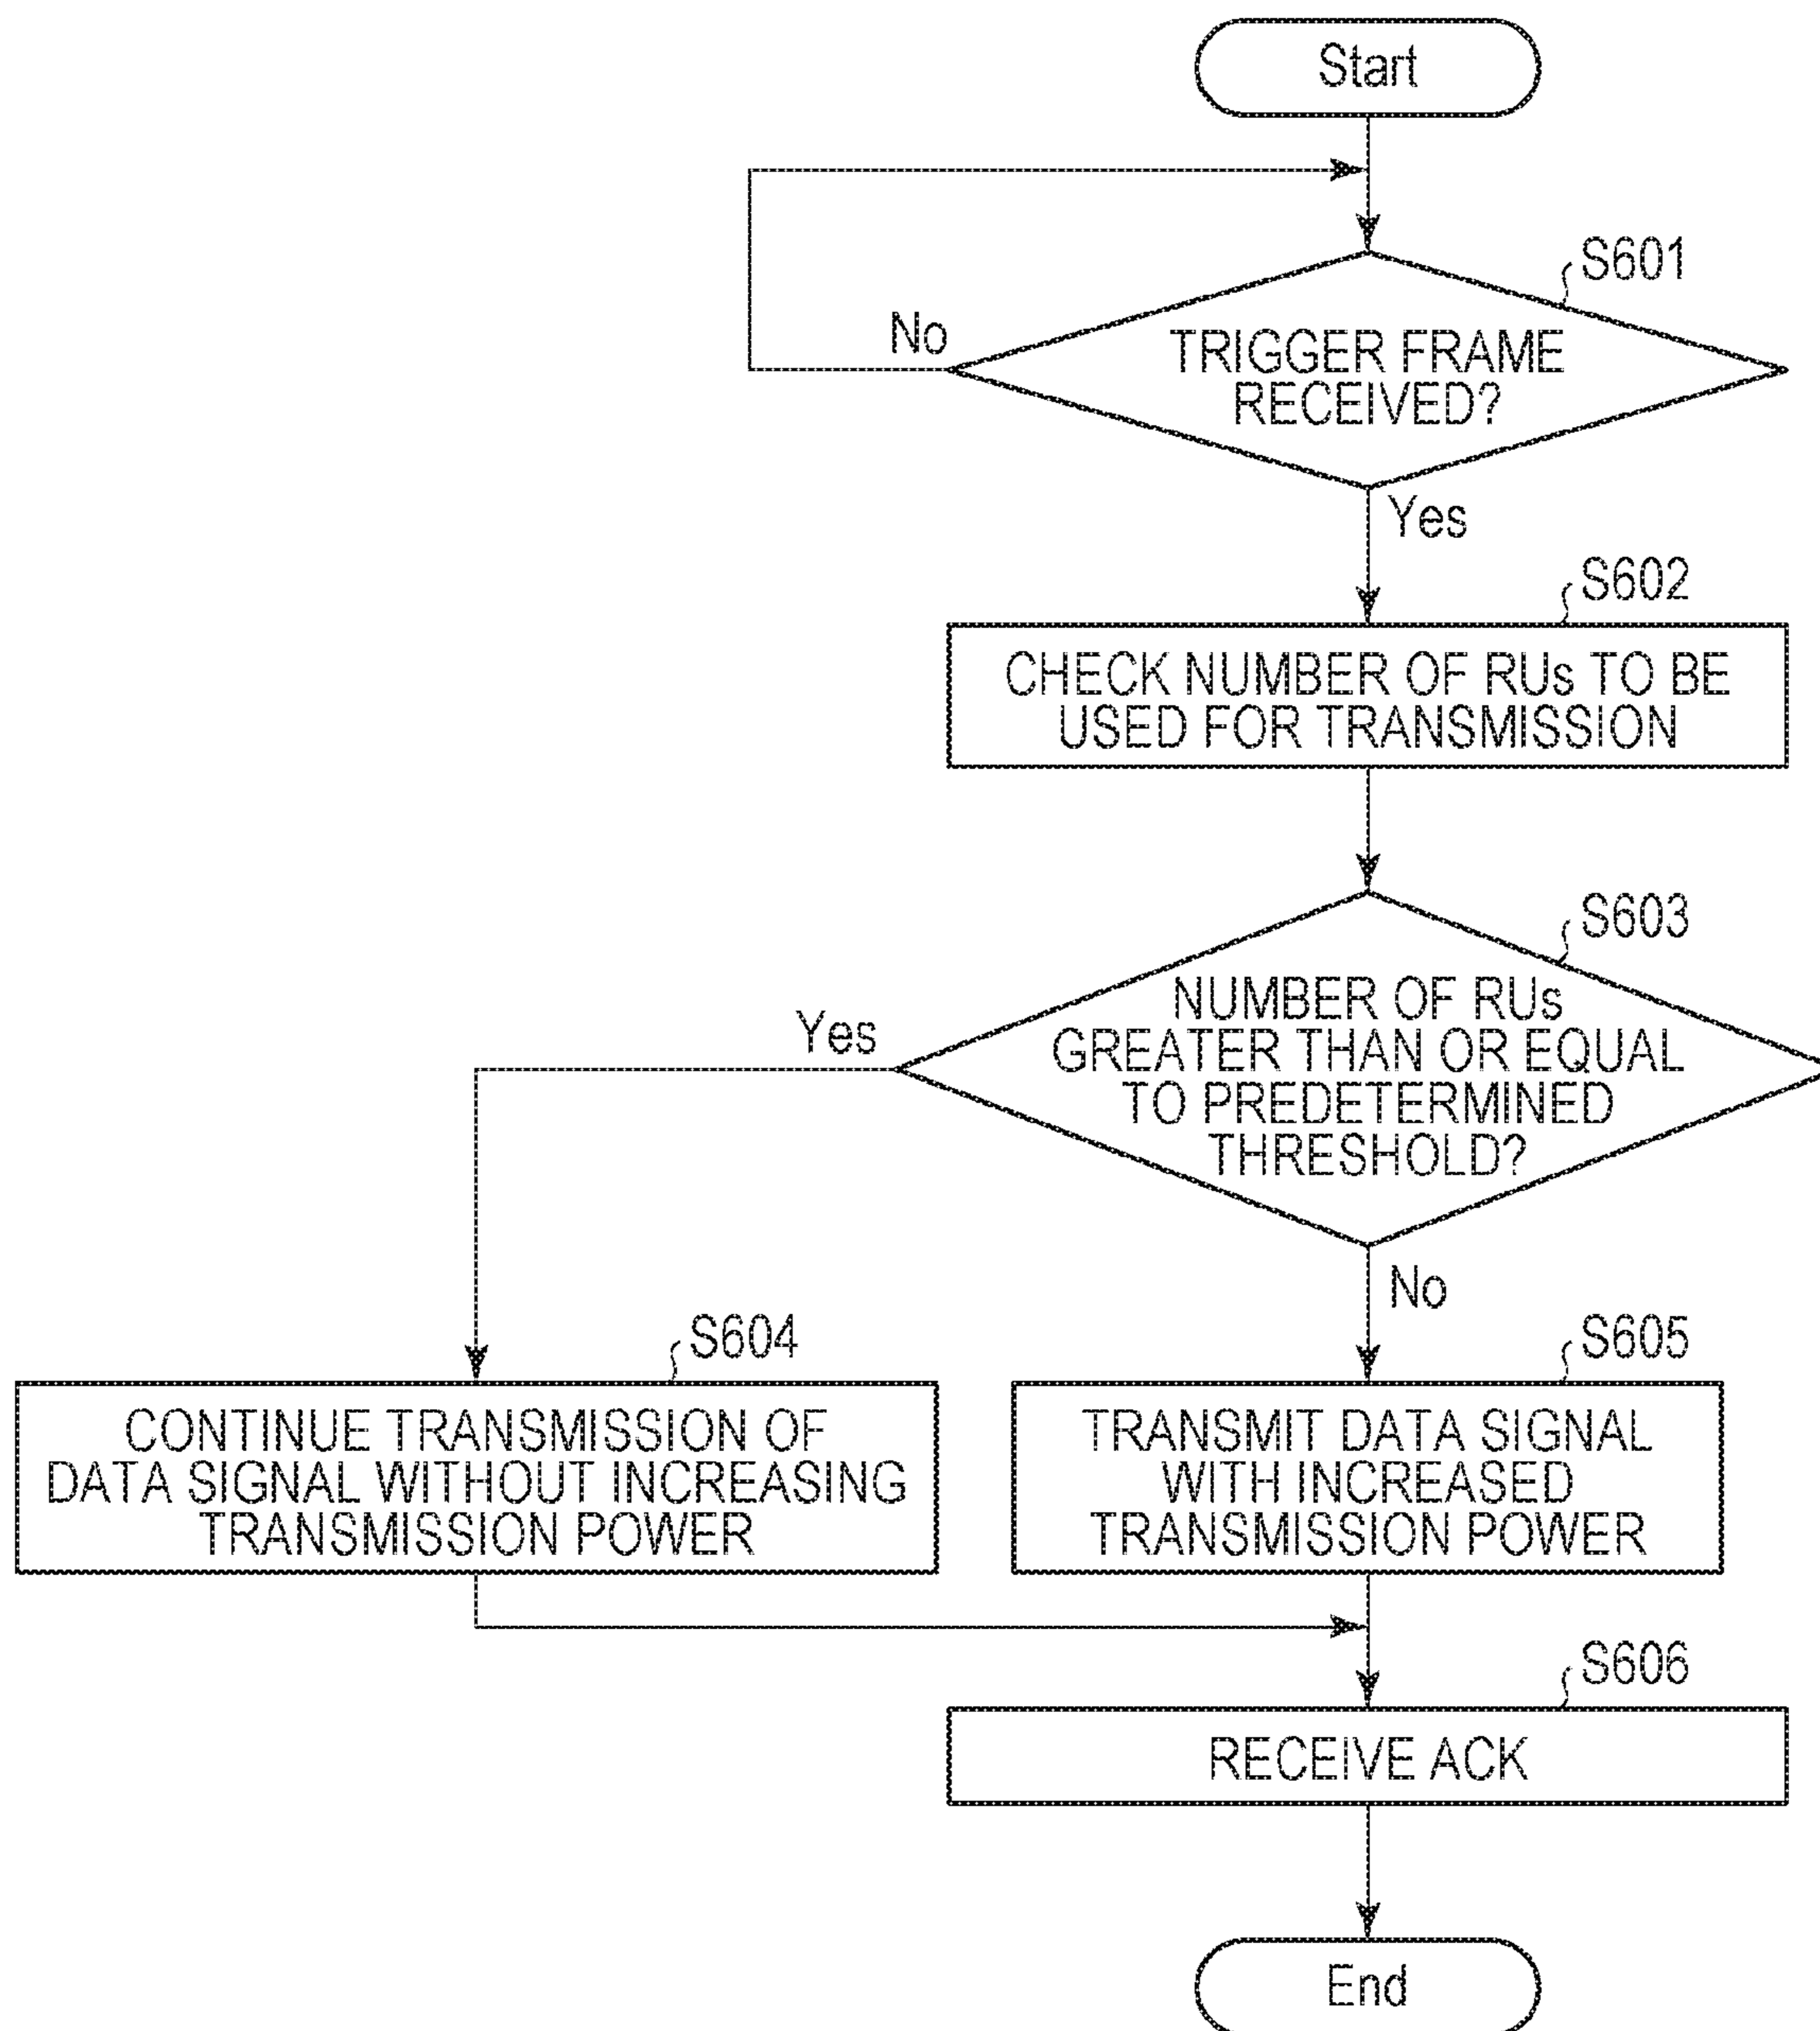 Start
S601
No
TRIGGER FRAME
RECEIVED?
Yes
S602
CHECK NUMBER OF RUs TO BE
USED FOR TRANSMISSION
S603
Yes
NUMBER OF RUs
GREATER THAN OR EQUAL
TO PREDETERMINED
THRESHOLD?
No
S604
CONTINUE TRANSMISSION OF
DATA SIGNAL WITHOUT INCREASING
TRANSMISSION POWER
S605
TRANSMIT DATA SIGNAL
WITH INCREASED
TRANSMISSION POWER
S606
RECEIVE ACK
End